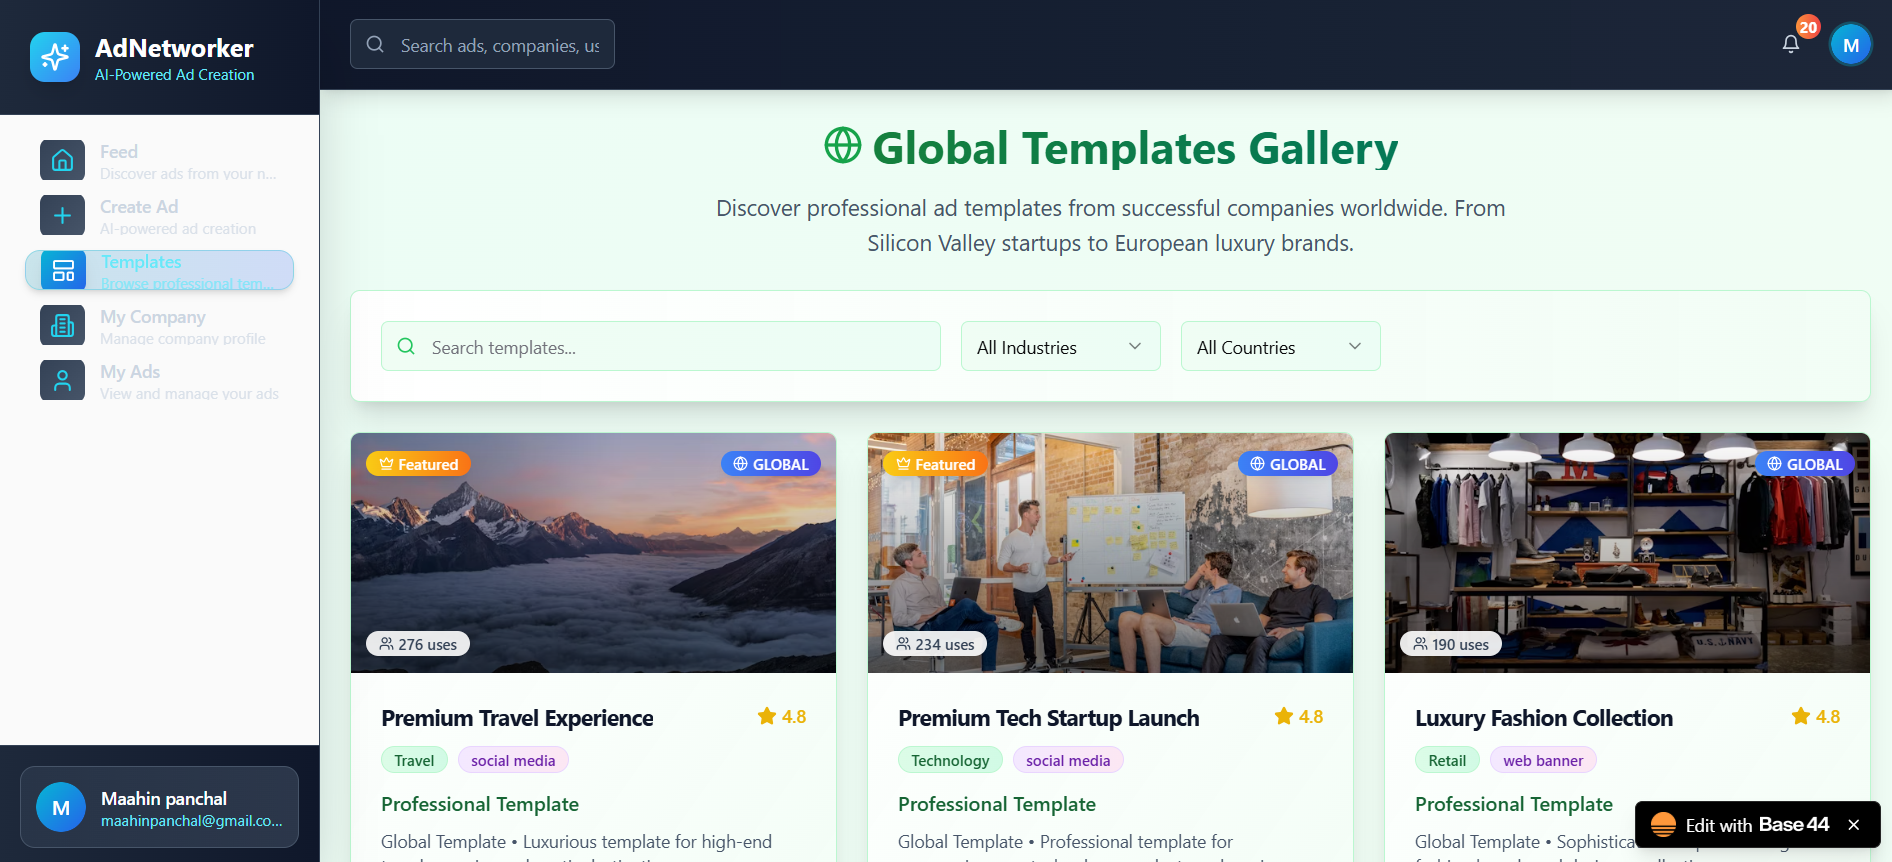 AdNetworker
AI-Powered Ad Creation
Search ads, companies, us
20
M
Feed
Discover ads from your n...
Create Ad
AI-powered ad creation
Templates
Browse professional tem...
My Company
Manage company profile
My Ads
View and manage your ads
M
Maahin panchal
maahinpanchal@gmail.co...
Global Templates Gallery
Discover professional ad templates from successful companies worldwide. From
Silicon Valley startups to European luxury brands.
Search templates...
All Industries
All Countries
Featured
GLOBAL
276 uses
Premium Travel Experience
4.8
Travel
social media
Professional Template
Global Template • Luxurious template for high-end
Featured
GLOBAL
234 uses
Premium Tech Startup Launch
4.8
Technology
social media
Professional Template
Global Template • Professional template for
GLOBAL
U.S. NAVY
190 uses
Luxury Fashion Collection
4.8
Retail
web banner
Professional Template
Global Template • Sophistica
Edit with Base44